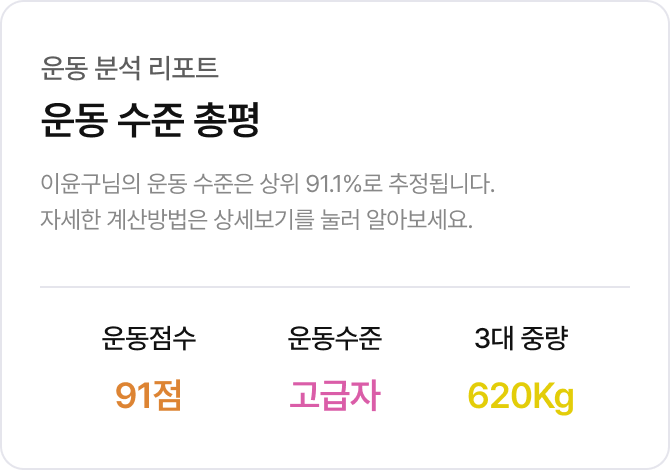 운동 분석 리포트
운동 수준 총평
이윤구님의 운동 수준은 상위 91.1%로 추정됩니다.
자세한 계산방법은 상세보기를 눌러 알아보세요.
운동점수 운동수준 3대 중량
91점 고급자 620Kg